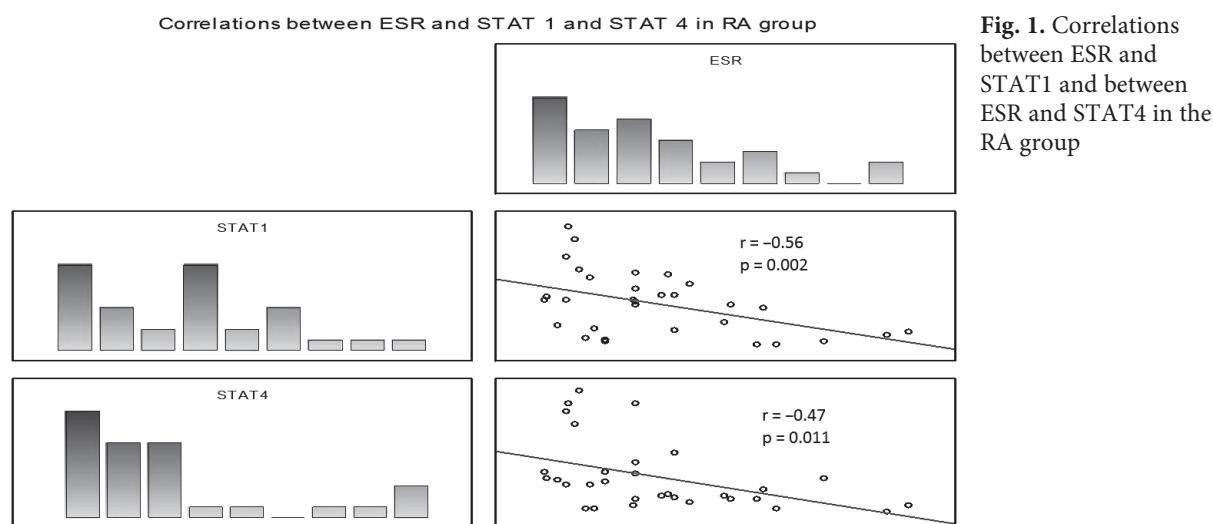 Correlations between ESR and STAT 1 and STAT 4 in RA group
Fig. 1. Correlations
between ESR and
STAT1 and between
ESR and STAT4 in the
RA group
ESR
STAT1
r = −0.56
p = 0.002
STAT4
r = −0.47
p = 0.011